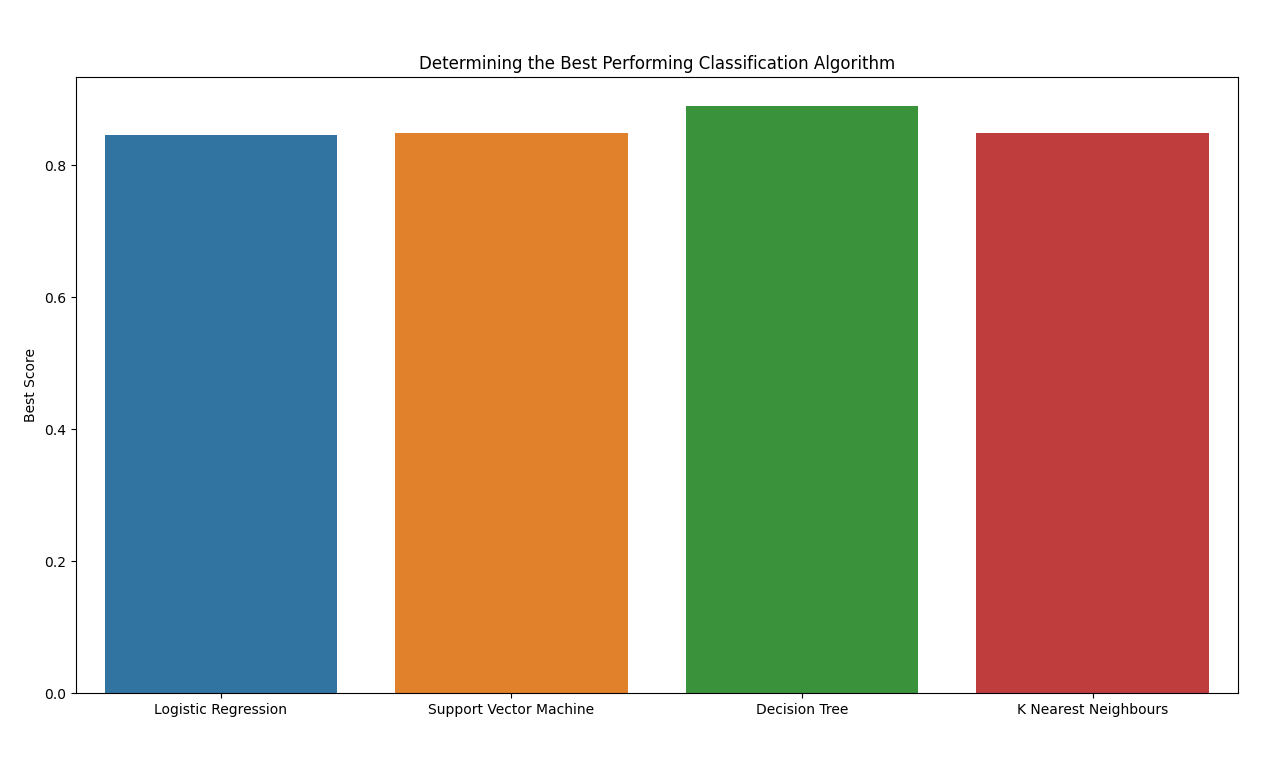 Determining the Best Performing Classification Algorithm
Best Score
0.8
0.6
0.4
0.2
0.0
Logistic Regression
Support Vector Machine
Decision Tree
K Nearest Neighbours